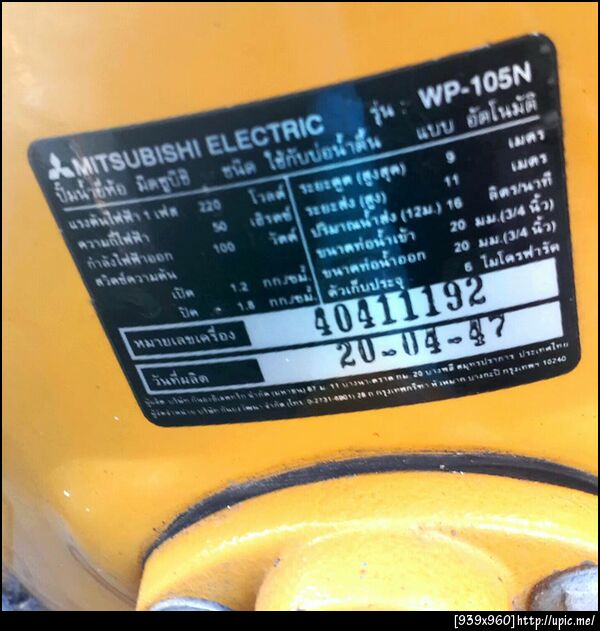 MITSUBISHI ELECTRIC รุ่น : WP-105N
ปั๊มน้ำยี่ห้อ มิตซูบิชิ ชนิด ใช้กับบ่อน้ำตื้น แบบ อัตโนมัติ
แรงดันไฟฟ้า 1 เฟส 220 โวลต์
ความถี่ไฟฟ้า 50 เฮิรตซ์
กำลังไฟฟ้าออก 100 วัตต์
สวิตช์ความดัน
เปิด 1.2 กก/ซม.
ปิด 1.8 กก/ซม.
ระยะดูด (สูงสุด) 9 เมตร
ระยะส่ง (สูง) 11 เมตร
ปริมาณน้ำส่ง (12ม.) 16 ลิตร/นาที
ขนาดท่อน้ำเข้า 20 มม.(3/4 นิ้ว)
ขนาดท่อน้ำออก 20 มม.(3/4 นิ้ว)
ตัวเก็บประจุ 6 ไมโครฟารัด
หมายเลขเครื่อง 40411192
วันที่ผลิต 20-04-47
[939x960]http://upic.me/